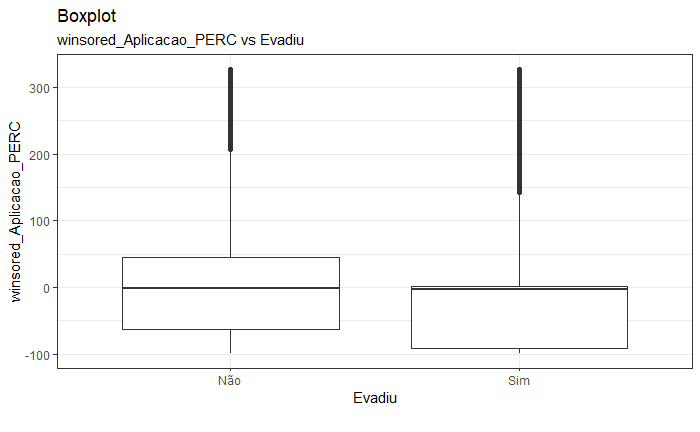 Boxplot
winsored_Aplicacao_PERC vs Evadiu
winsored_Aplicacao_PERC
300
200
100
0
-100
Não
Sim
Evadiu